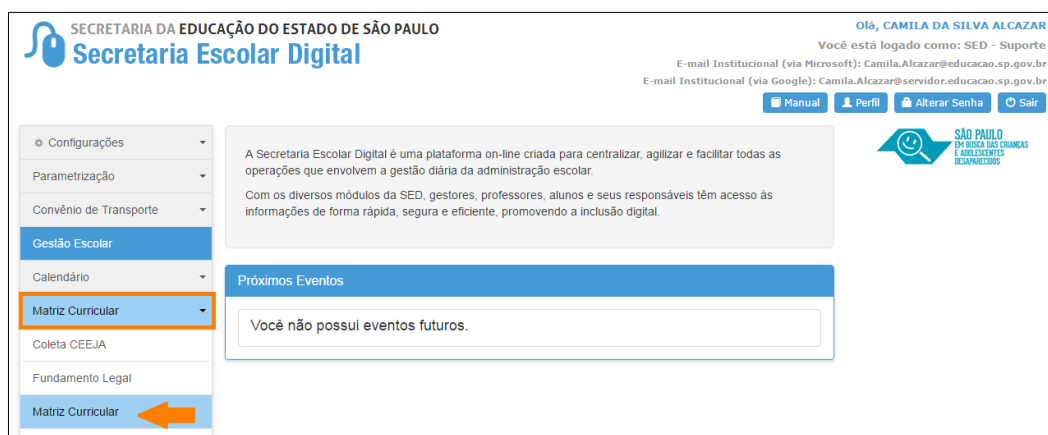 SECRETARIA DA EDUCAÇÃO DO ESTADO DE SÃO PAULO
Secretaria Escolar Digital
Olá, CAMILA DA SILVA ALCAZAR
Você está logado como: SED - Suporte
E-mail Institucional (via Microsoft): Camila.Alcazar@educacao.sp.gov.br
E-mail Institucional (via Google): Camila.Alcazar@servidor.educacao.sp.gov.br
Manual Perfil Alterar Senha Sair
Configurações
Parametrização
Convênio de Transporte
Gestão Escolar
Calendário
Matriz Curricular
Coleta CEEJA
Fundamento Legal
Matriz Curricular
A Secretaria Escolar Digital é uma plataforma on-line criada para centralizar, agilizar e facilitar todas as
operações que envolvem a gestão diária da administração escolar.
Com os diversos módulos da SED, gestores, professores, alunos e seus responsáveis têm acesso às
informações de forma rápida, segura e eficiente, promovendo a inclusão digital.
Próximos Eventos
Você não possui eventos futuros.
SÃO PAULO
EM BUSCA DAS CRIANÇAS
E ADOLESCENTES
DESAPARECIDOS